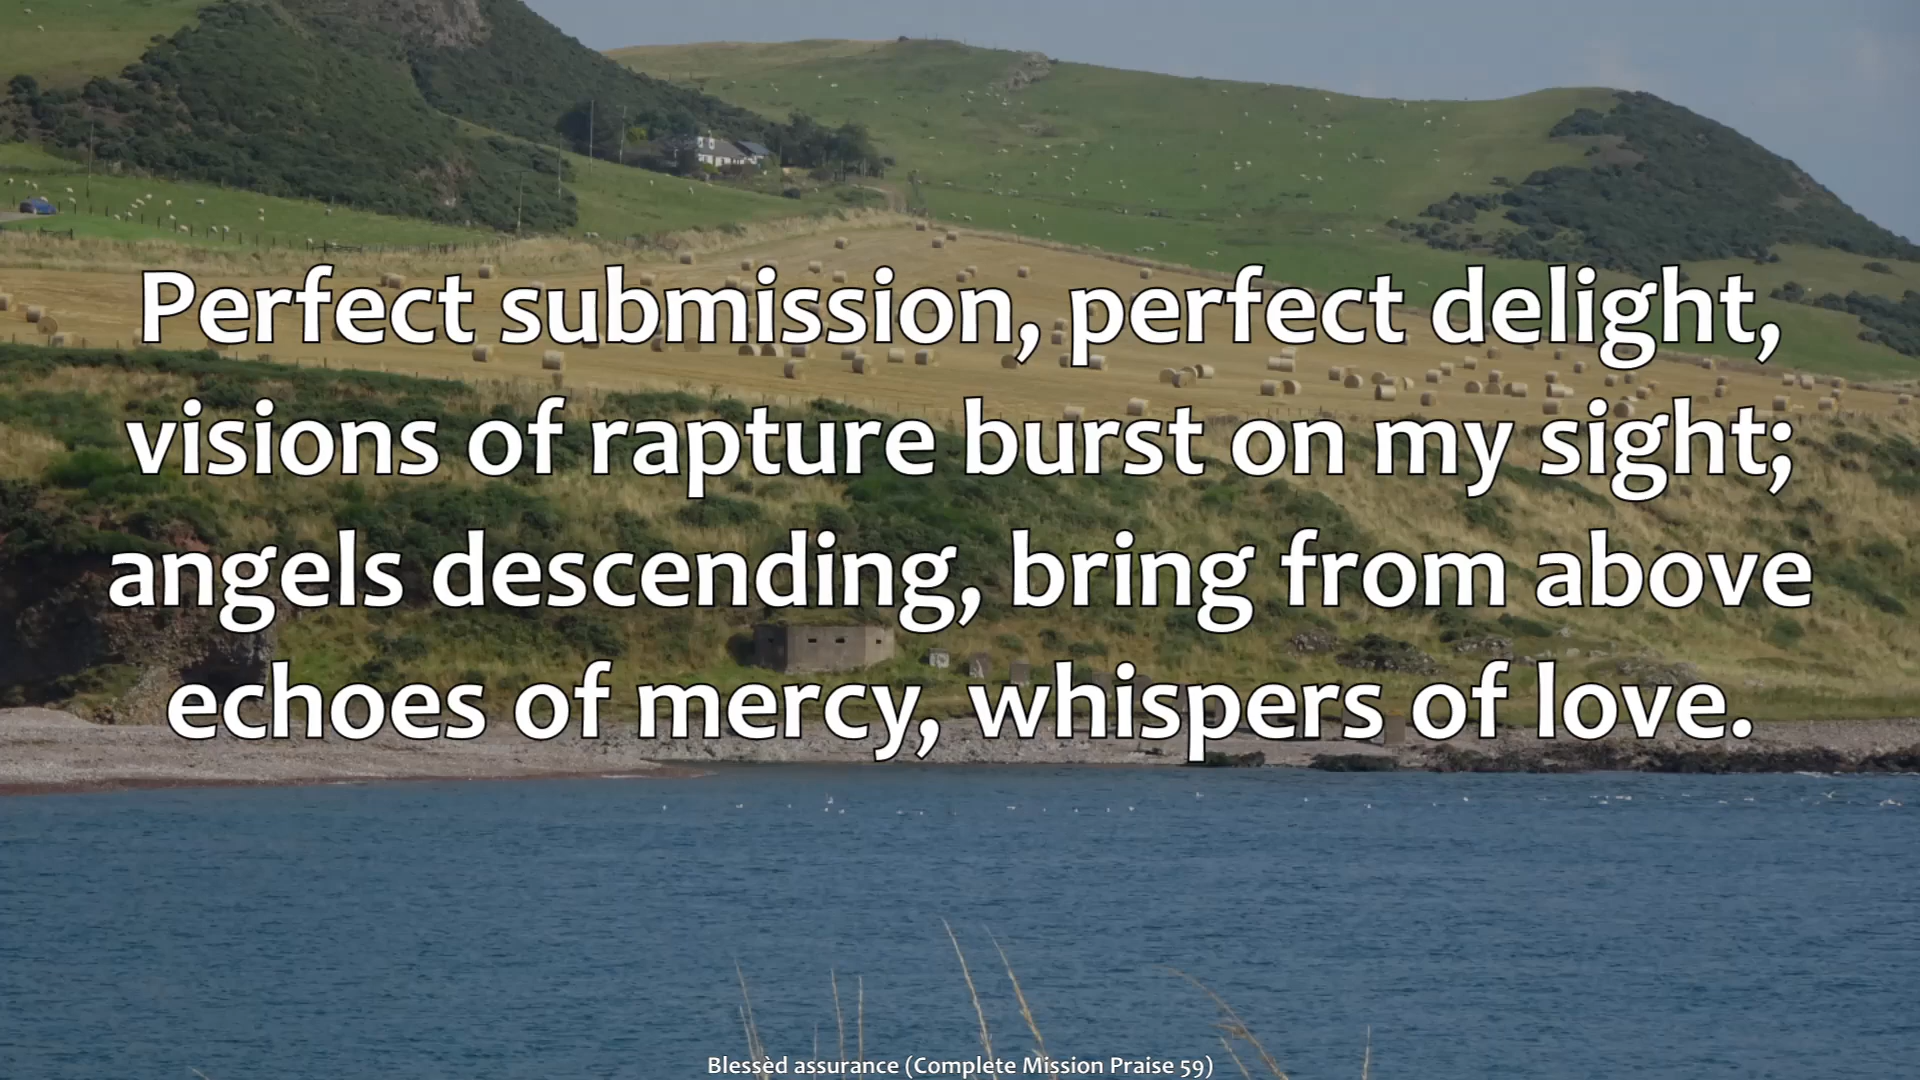 Perfect submission, perfect delight,
visions of rapture burst on my sight;
angels descending, bring from above
echoes of mercy, whispers of love.
Blessèd assurance (Complete Mission Praise 59)